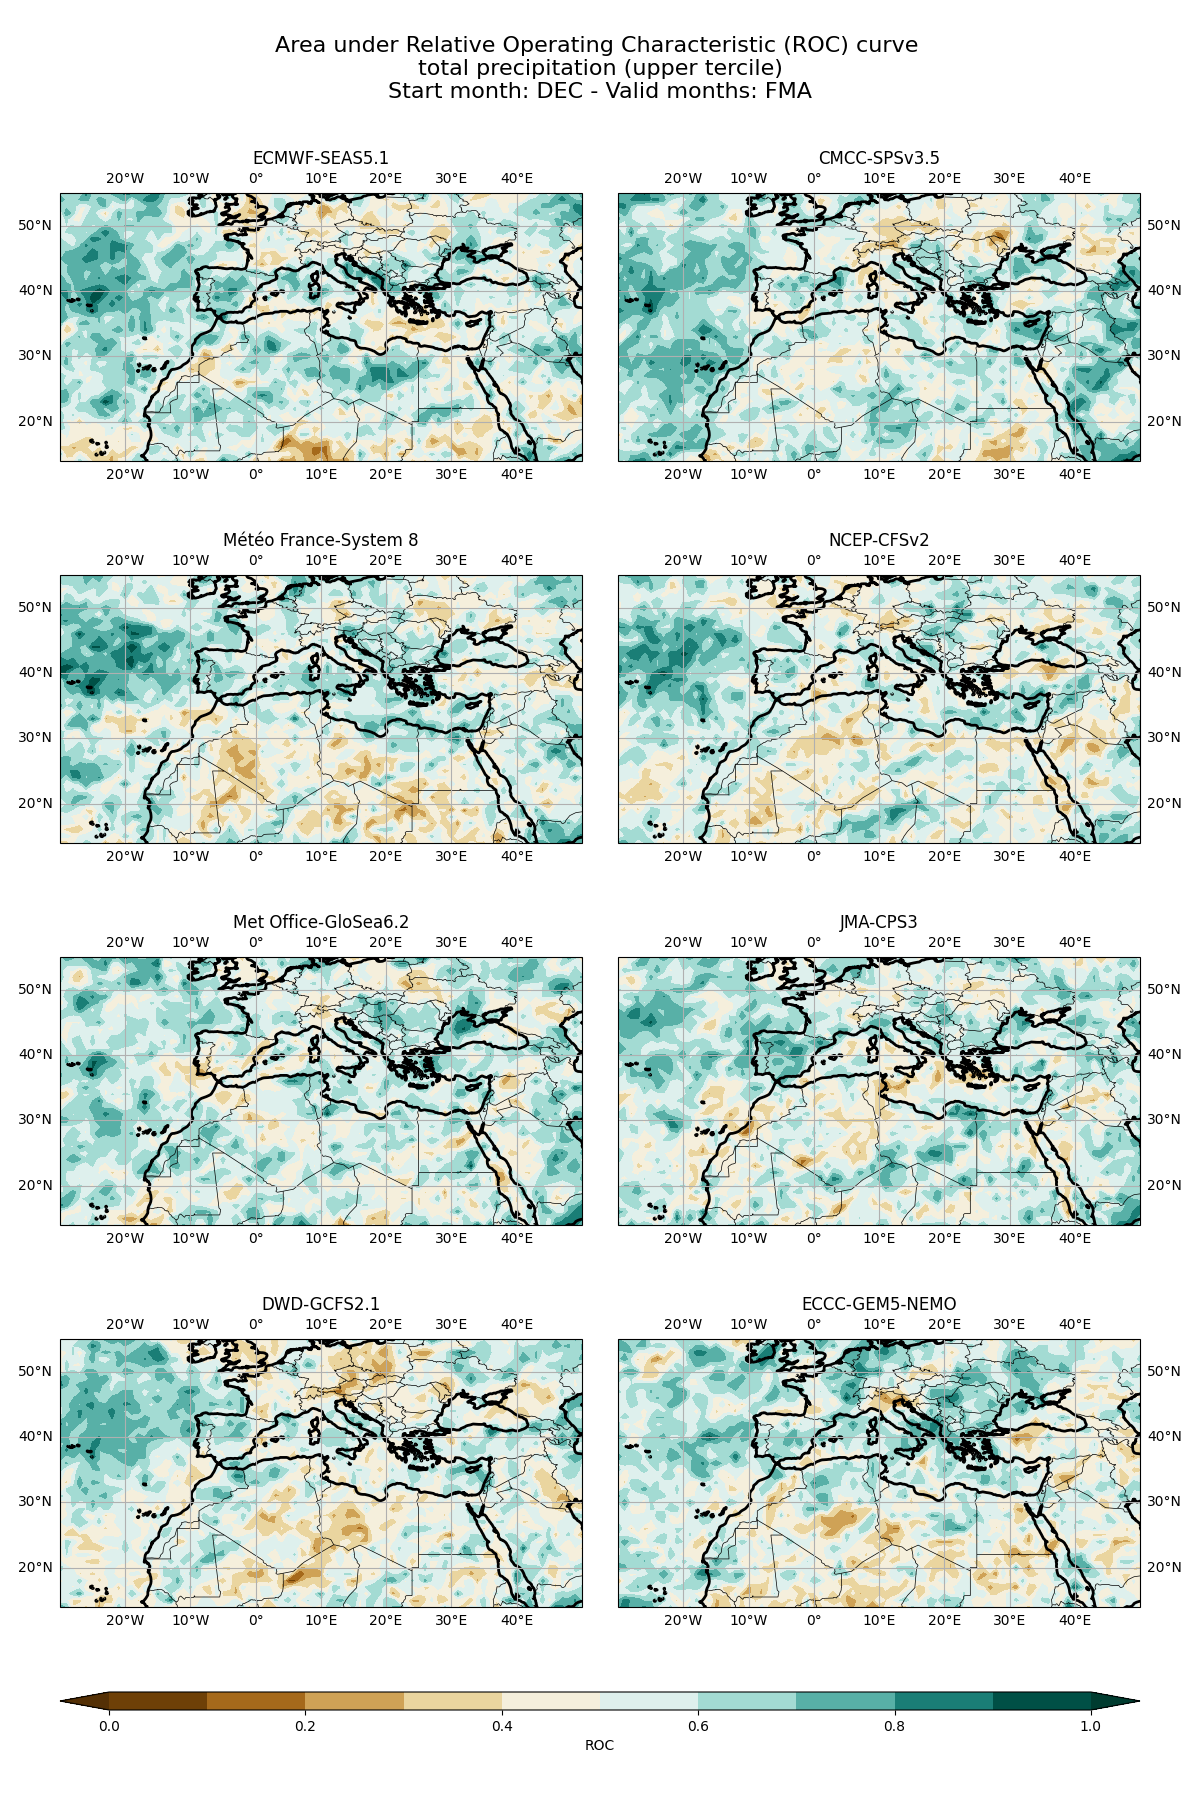 Area under Relative Operating Characteristic (ROC) curve
total precipitation (upper tercile)
Start month: DEC - Valid months: FMA
ECMWF-SEAS5.1
20°W 10°W 0° 10°E 20°E 30°E 40°E
50°N
40°N
30°N
20°N
20°W 10°W 0° 10°E 20°E 30°E 40°E
CMCC-SPSv3.5
20°W 10°W 0° 10°E 20°E 30°E 40°E
50°N
40°N
30°N
20°N
20°W 10°W 0° 10°E 20°E 30°E 40°E
Météo France-System 8
20°W 10°W 0° 10°E 20°E 30°E 40°E
50°N
40°N
30°N
20°N
20°W 10°W 0° 10°E 20°E 30°E 40°E
NCEP-CFSv2
20°W 10°W 0° 10°E 20°E 30°E 40°E
50°N
40°N
30°N
20°N
20°W 10°W 0° 10°E 20°E 30°E 40°E
Met Office-GloSea6.2
20°W 10°W 0° 10°E 20°E 30°E 40°E
50°N
40°N
30°N
20°N
20°W 10°W 0° 10°E 20°E 30°E 40°E
JMA-CPS3
20°W 10°W 0° 10°E 20°E 30°E 40°E
50°N
40°N
30°N
20°N
20°W 10°W 0° 10°E 20°E 30°E 40°E
DWD-GCFS2.1
20°W 10°W 0° 10°E 20°E 30°E 40°E
50°N
40°N
30°N
20°N
20°W 10°W 0° 10°E 20°E 30°E 40°E
ECCC-GEM5-NEMO
20°W 10°W 0° 10°E 20°E 30°E 40°E
50°N
40°N
30°N
20°N
20°W 10°W 0° 10°E 20°E 30°E 40°E
0.0 0.2 0.4 0.6 0.8 1.0
ROC